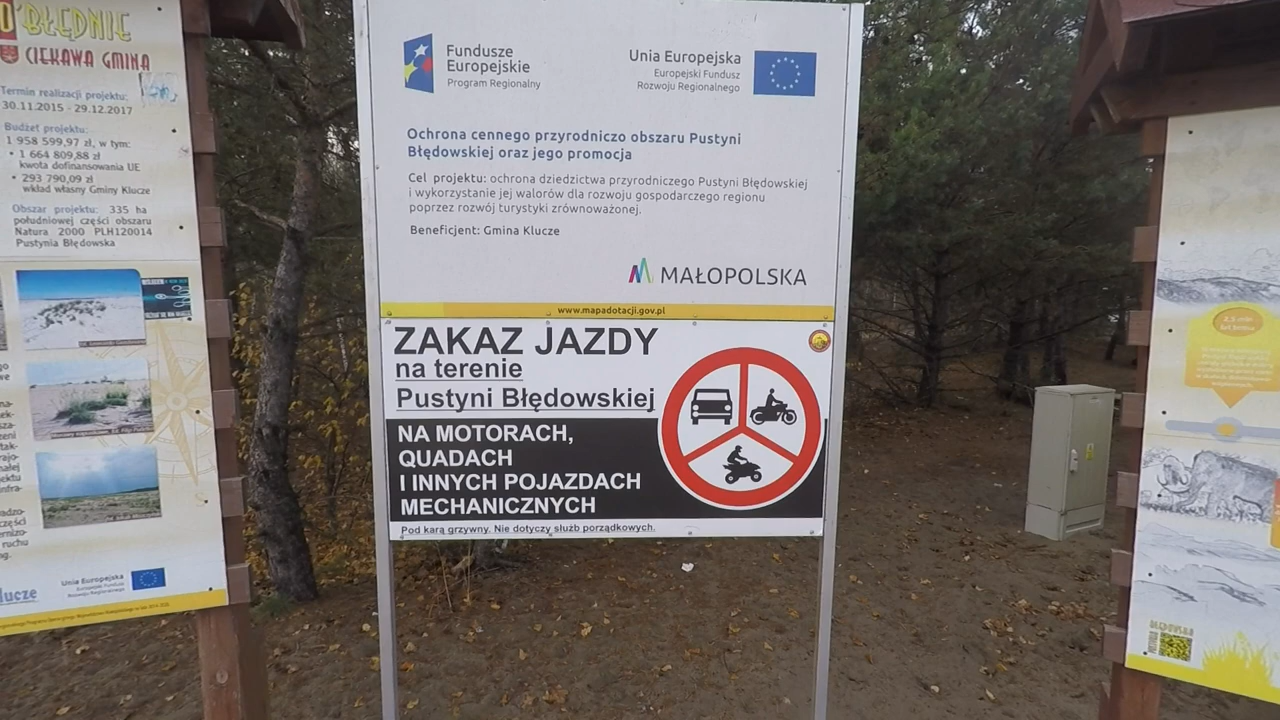 BŁĘDNIE
CIEKAWA GMINA
Termin realizacji projektu:
30.11.2015 - 29.12.2017
Budżet projektu:
1 958 599,97 zł, w tym:
• 1 664 809,88 zł
kwota dofinansowania UE
• 293 790,09 zł
wkład własny Gminy Klucze
Obszar projektu: 335 ha
południowej części obszaru
Natura 2000 PLH120014
Pustynia Błędowska
Unia Europejska
Europejski Fundusz
Rozwoju Regionalnego
Fundusze
Europejskie
Program Regionalny
Unia Europejska
Europejski Fundusz
Rozwoju Regionalnego
Ochrona cennego przyrodniczo obszaru Pustyni
Błędowskiej oraz jego promocja
Cel projektu: ochrona dziedzictwa przyrodniczego Pustyni Błędowskiej
i wykorzystanie jej walorów dla rozwoju gospodarczego regionu
poprzez rozwój turystyki zrównoważonej.
Beneficjent: Gmina Klucze
MAŁOPOLSKA
www.mapadotacji.gov.pl
ZAKAZ JAZDY
na terenie
Pustyni Błędowskiej
NA MOTORACH,
QUADACH
I INNYCH POJAZDACH
MECHANICZNYCH
Pod karą grzywny. Nie dotyczy służb porządkowych.